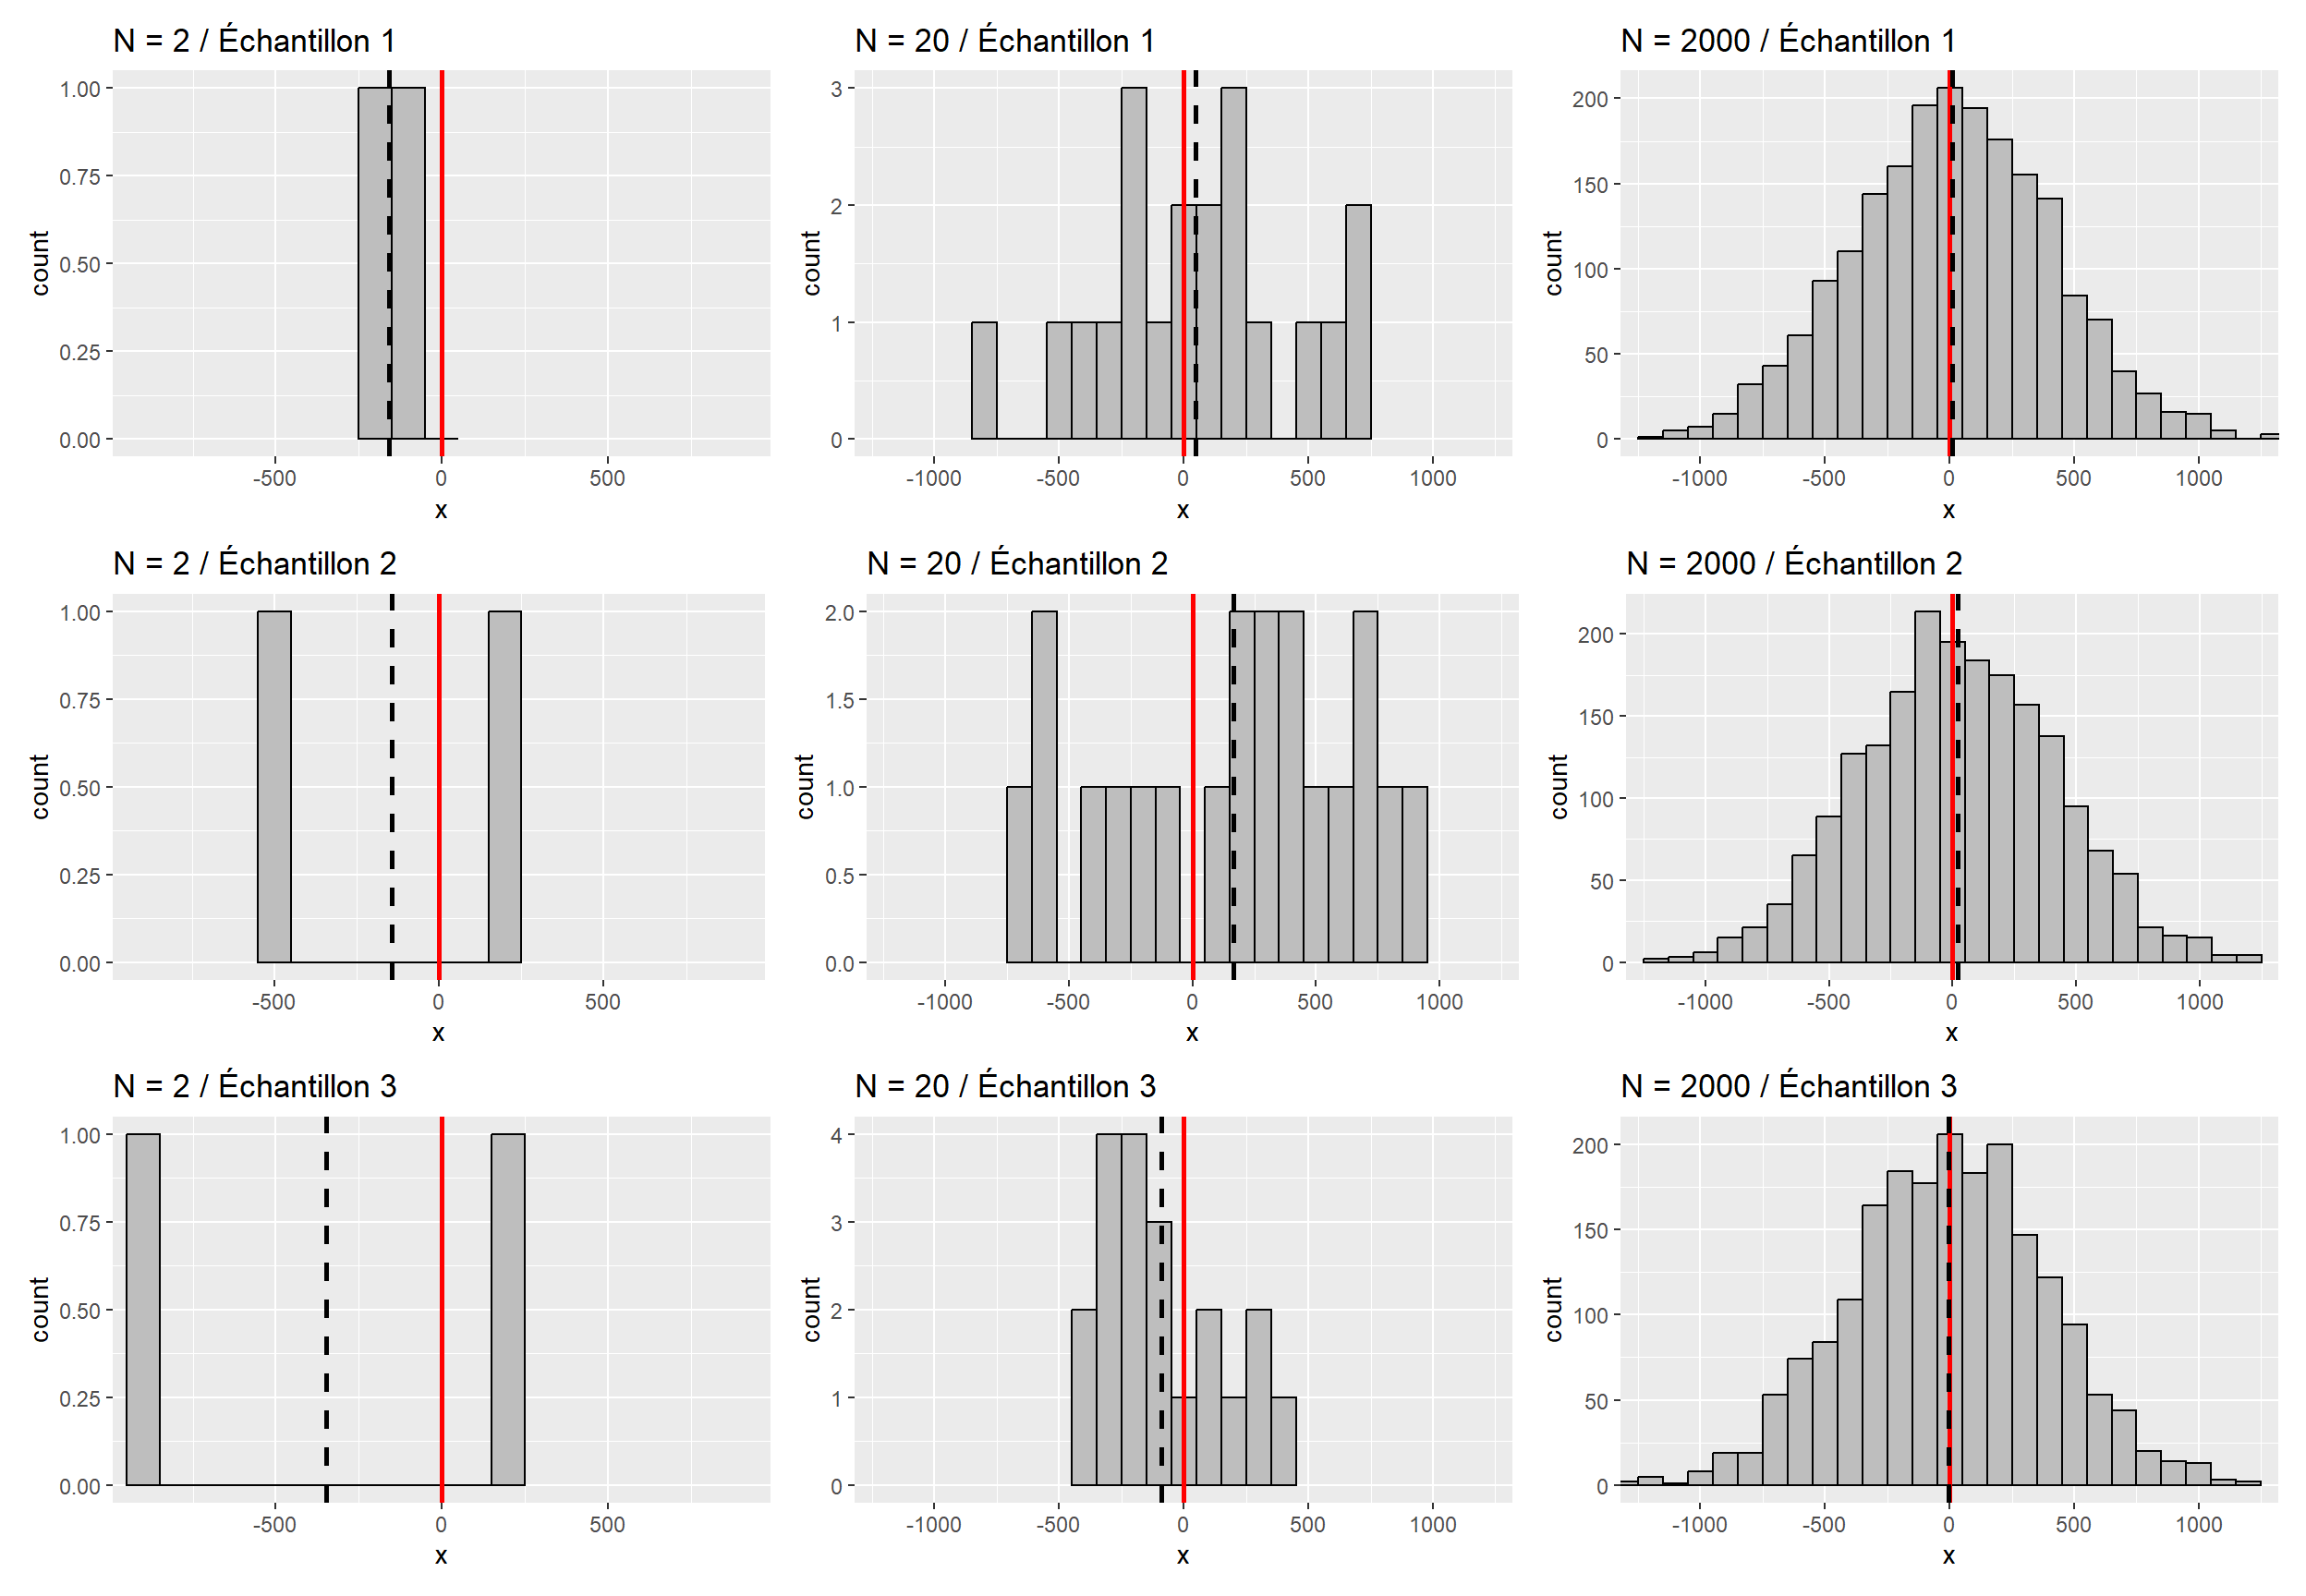 N = 2 / Échantillon 1
1.00
0.75
0.50
0.25
0.00
count
-500 0 500
x
N = 20 / Échantillon 1
3
2
1
0
count
-1000 -500 0 500 1000
x
N = 2000 / Échantillon 1
200
150
100
50
0
count
-1000 -500 0 500 1000
x
N = 2 / Échantillon 2
1.00
0.75
0.50
0.25
0.00
count
-500 0 500
x
N = 20 / Échantillon 2
2.0
1.5
1.0
0.5
0.0
count
-1000 -500 0 500 1000
x
N = 2000 / Échantillon 2
200
150
100
50
0
count
-1000 -500 0 500 1000
x
N = 2 / Échantillon 3
1.00
0.75
0.50
0.25
0.00
count
-500 0 500
x
N = 20 / Échantillon 3
4
3
2
1
0
count
-1000 -500 0 500 1000
x
N = 2000 / Échantillon 3
200
150
100
50
0
count
-1000 -500 0 500 1000
x